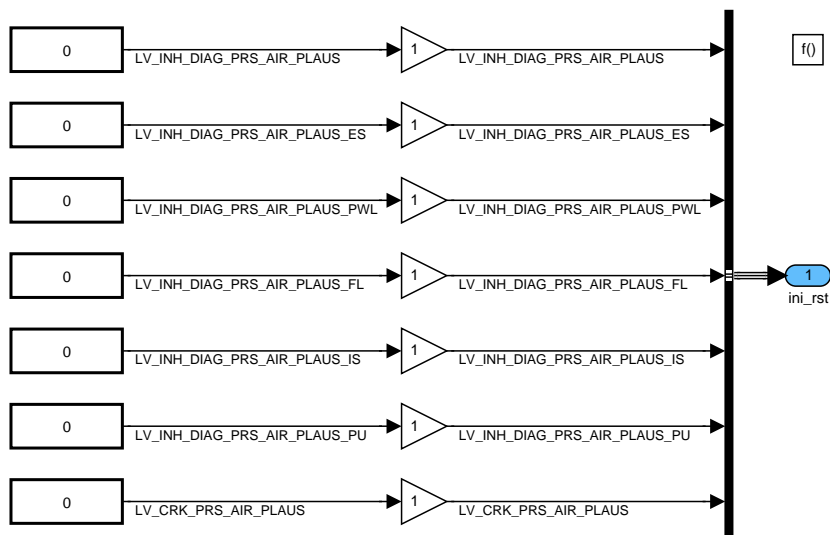 0
LV_INH_DIAG_PRS_AIR_PLAUS
1
LV_INH_DIAG_PRS_AIR_PLAUS
f()
0
LV_INH_DIAG_PRS_AIR_PLAUS_ES
1
LV_INH_DIAG_PRS_AIR_PLAUS_ES
0
LV_INH_DIAG_PRS_AIR_PLAUS_PWL
1
LV_INH_DIAG_PRS_AIR_PLAUS_PWL
0
LV_INH_DIAG_PRS_AIR_PLAUS_FL
1
LV_INH_DIAG_PRS_AIR_PLAUS_FL
1
ini_rst
0
LV_INH_DIAG_PRS_AIR_PLAUS_IS
1
LV_INH_DIAG_PRS_AIR_PLAUS_IS
0
LV_INH_DIAG_PRS_AIR_PLAUS_PU
1
LV_INH_DIAG_PRS_AIR_PLAUS_PU
0
LV_CRK_PRS_AIR_PLAUS
1
LV_CRK_PRS_AIR_PLAUS